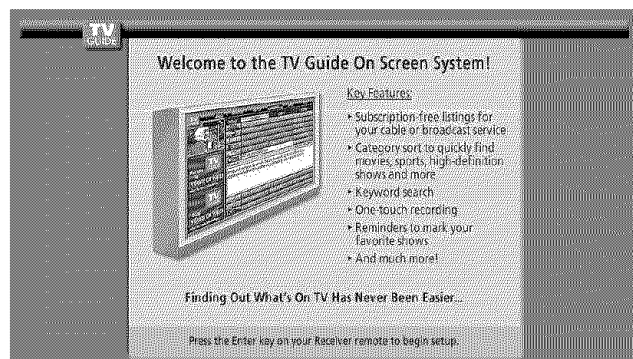 TV
GUIDE
Welcome to the TV Guide On Screen System!
Key Features:
▸ Subscription-free listings for
your cable or broadcast service
▸ Category sort to quickly find
movies, sports, high-definition
shows and more
▸ Keyword search
▸ One-touch recording
▸ Reminders to mark your
favorite shows
▸ And much more!
Finding Out What's On TV Has Never Been Easier...
Press the Enter key on your Receiver remote to begin setup.